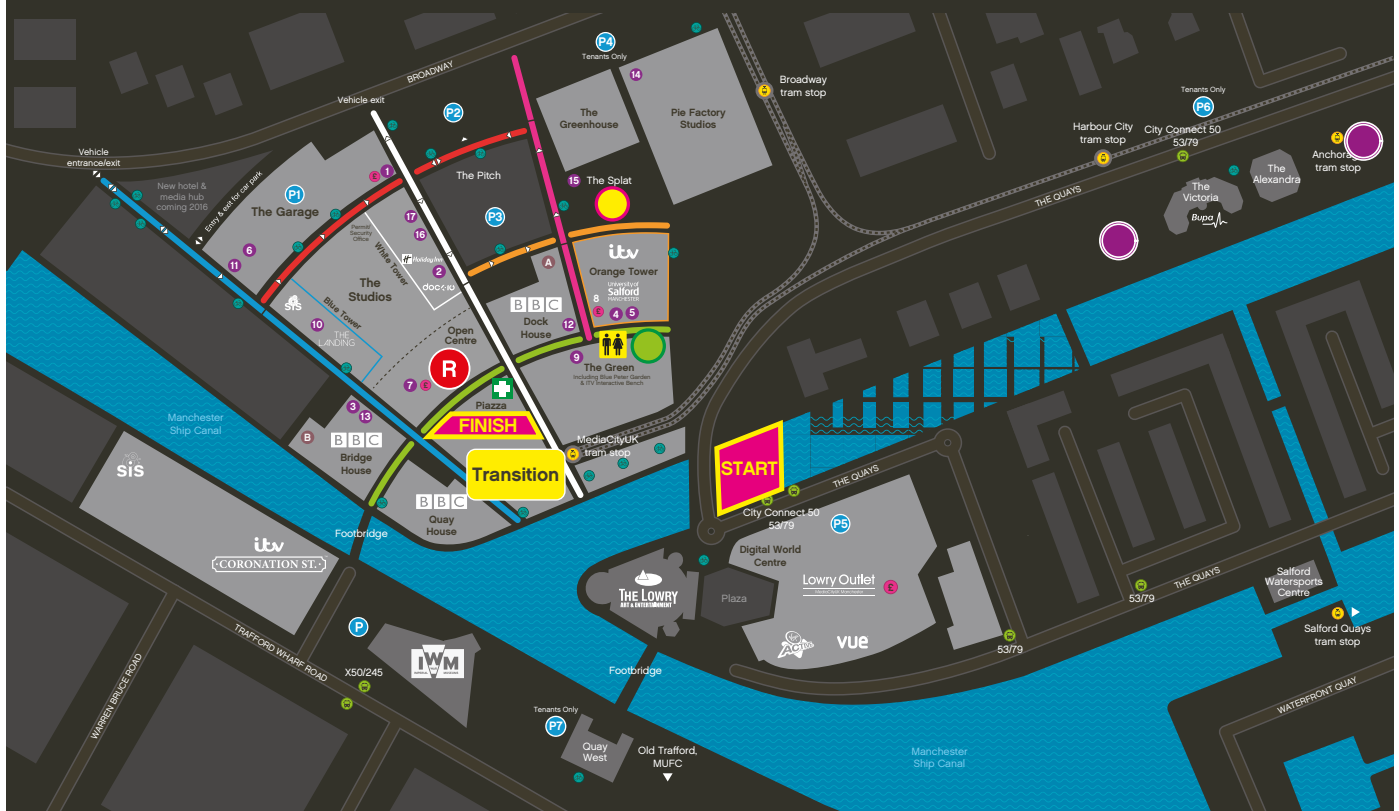 P4
Tenants Only
14
BROADWAY
Vehicle exit
P2
The
Greenhouse
Pie Factory
Studios
Broadway
tram stop
Tenants Only
P6
City Connect 50
53/79
Harbour City
tram stop
Anchora
tram stop
The
Alexandra
The
Victoria
Bupa
THE QUAYS
Vehicle
entrance/exit
New hotel &
media hub
coming 2016
Entry & exit for car park
P1
The Garage
£ 1
6
11
The Pitch
P3
15
The Splat
17
16
Permit/
Security
Office
White Tower
Holiday Inn
2
dock10
The
Studios
sis
Blue Tower
10
THE
LANDING
A
BBC
Dock
House
12
itv
Orange Tower
University of
Salford
MANCHESTER
8
£ 4 5
Open
Centre
R
7 £
9
The Green
Including Blue Peter Garden
& ITV Interactive Bench
Piazza
FINISH
Transition
MediaCityUK
tram stop
START
3
13
B
BBC
Bridge
House
BBC
Quay
House
Manchester
Ship Canal
sis
itv
CORONATION ST.
Footbridge
THE QUAYS
City Connect 50
53/79
P5
Digital World
Centre
Lowry Outlet
£
THE LOWRY
ART & ENTERTAINMENT
Plaza
Virgin
ACTIVE
vue
53/79
53/79
THE QUAYS
Salford
Watersports
Centre
Salford Quays
tram stop
WATERFRONT QUAY
P
IWM
TRAFFORD WHARF ROAD
WARREN BRUCE ROAD
X50/245
Footbridge
Tenants Only
P7
Quay
West
Old Trafford,
MUFC
Manchester
Ship Canal